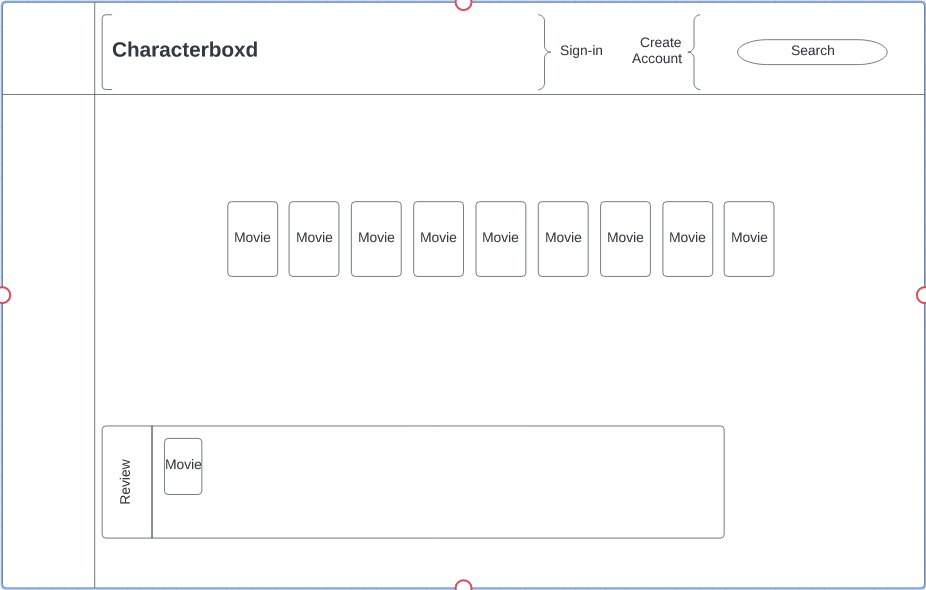 Characterboxd
Sign-in
Create
Account
Search
Movie
Movie
Movie
Movie
Movie
Movie
Movie
Movie
Movie
Review
Movie